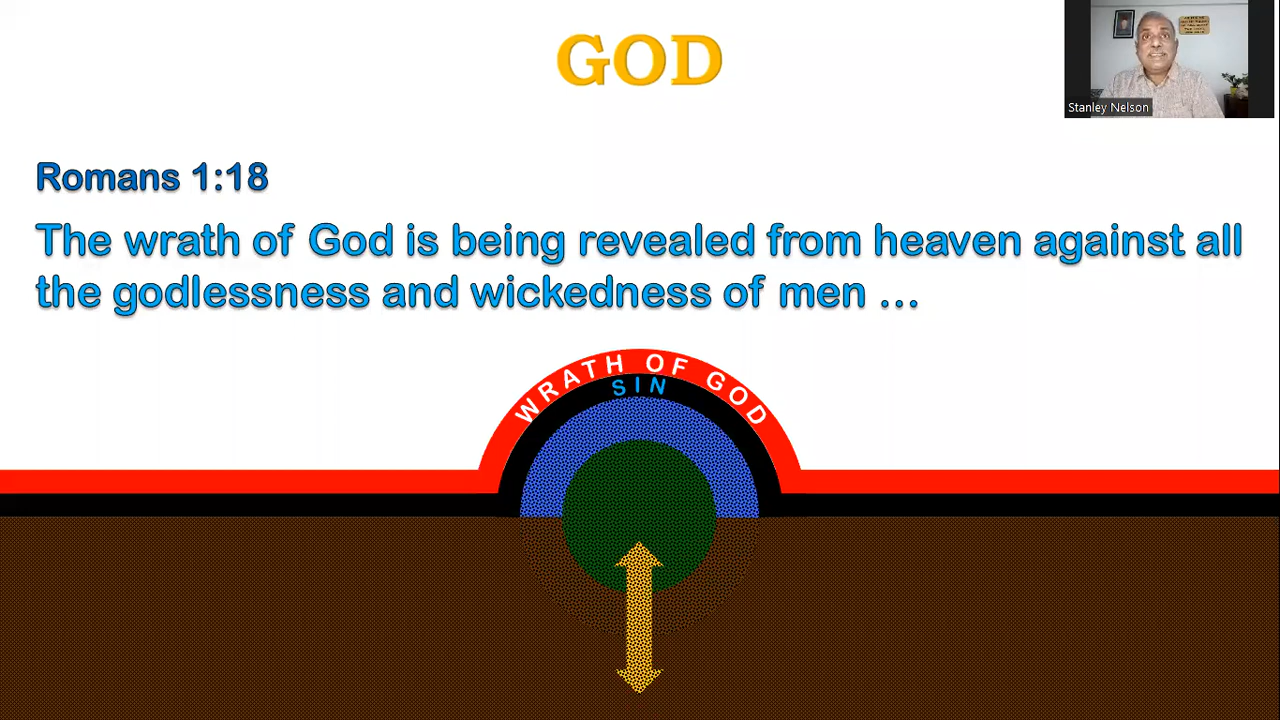 GOD
Stanley Nelson
Romans 1:18
The wrath of God is being revealed from heaven against all
the godlessness and wickedness of men ...
WRATH OF GOD
SIN